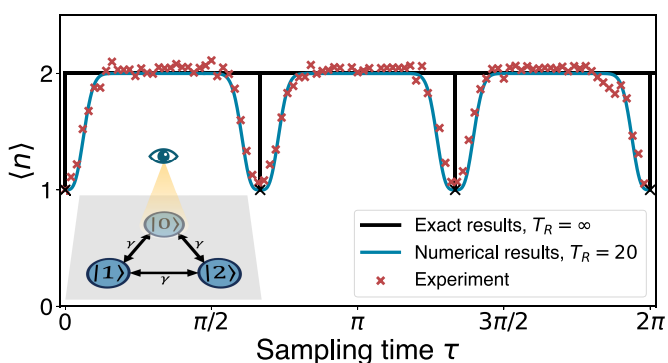 ⟨n⟩
2
1
0
|0⟩
γ γ
|1⟩ |2⟩
γ
Exact results, T_R = ∞
Numerical results, T_R = 20
Experiment
0 π/2 π 3π/2 2π
Sampling time τ